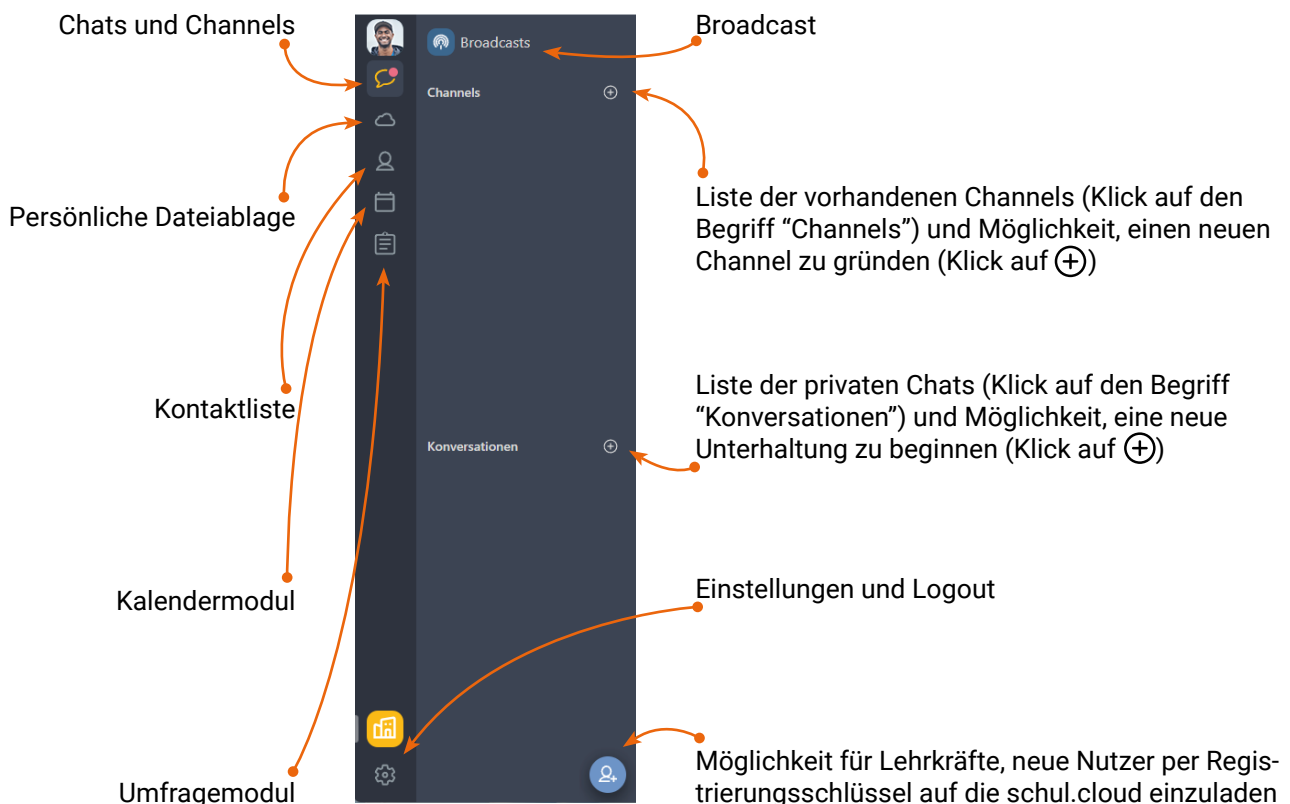 Chats und Channels
Persönliche Dateiablage
Kontaktliste
Kalendermodul
Umfragemodul
Broadcasts
Channels
Konversationen
Broadcast
Liste der vorhandenen Channels (Klick auf den
Begriff “Channels”) und Möglichkeit, einen neuen
Channel zu gründen (Klick auf ⊕)
Liste der privaten Chats (Klick auf den Begriff
“Konversationen”) und Möglichkeit, eine neue
Unterhaltung zu beginnen (Klick auf ⊕)
Einstellungen und Logout
Möglichkeit für Lehrkräfte, neue Nutzer per Regis-
trierungsschlüssel auf die schul.cloud einzuladen